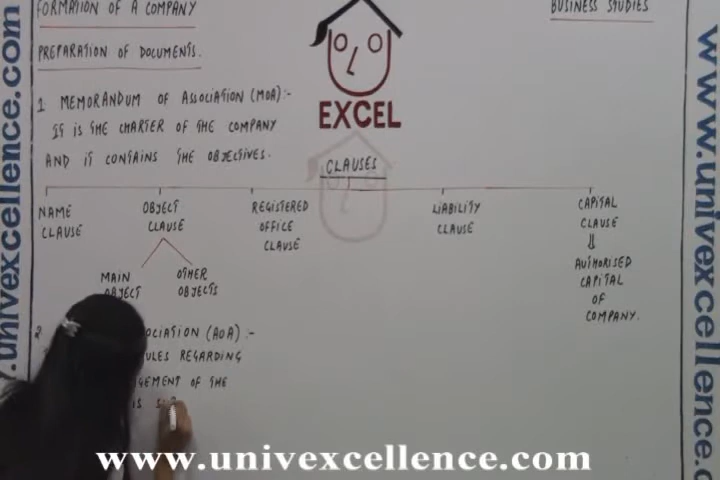 FORMATION OF A COMPANY
BUSINESS STUDIES
PREPARATION OF DOCUMENTS.
EXCEL
1 MEMORANDUM OF ASSOCIATION (MOA):-
IT IS THE CHARTER OF THE COMPANY
AND IT CONTAINS THE OBJECTIVES.
CLAUSES
NAME CLAUSE
OBJECT CLAUSE
REGISTERED OFFICE CLAUSE
LIABILITY CLAUSE
CAPITAL CLAUSE
⇓
AUTHORISED CAPITAL OF COMPANY.
MAIN OBJECT
OTHER OBJECTS
2
(AOA):-
REGARDING
OF THE
IS
www.univexcellence.com
www.univexcellence.com
www.univexcellence.com